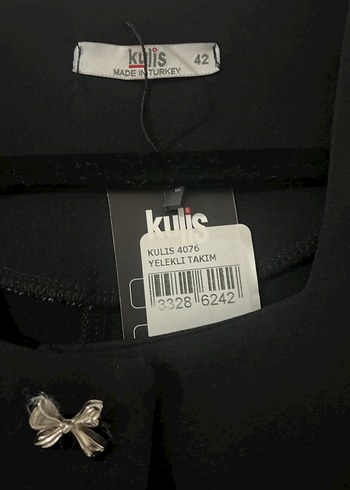 kulis 42
MADE IN TURKEY
kulis
KULIS 4076
YELEKLİ TAKIM
3328 6242